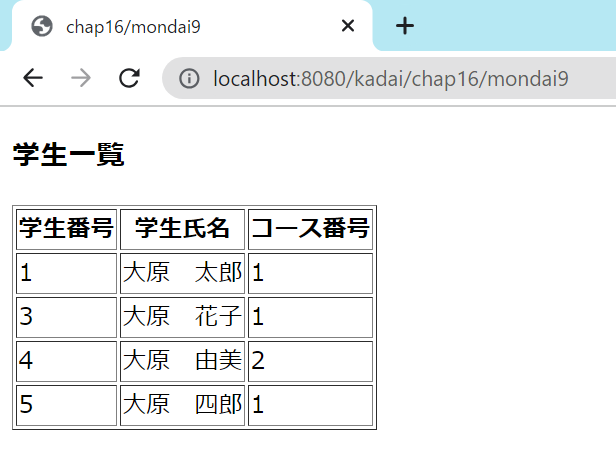 chap16/mondai9
localhost:8080/kadai/chap16/mondai9
学生一覧
学生番号 学生氏名 コース番号
1 大原　太郎 1
3 大原　花子 1
4 大原　由美 2
5 大原　四郎 1